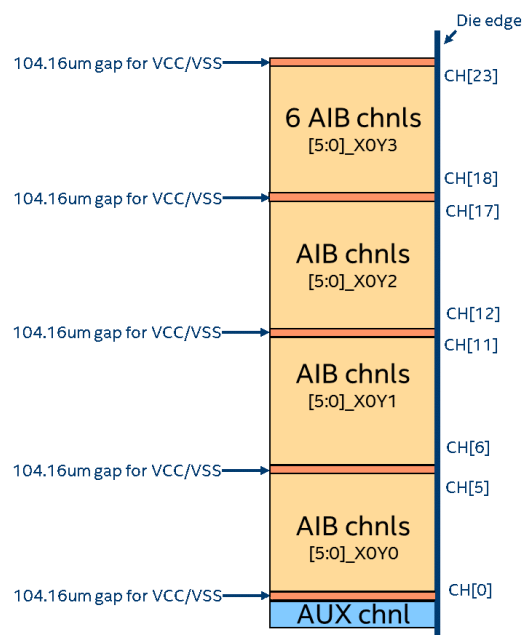 Die edge
104.16um gap for VCC/VSS
CH[23]
6 AIB chnls
[5:0]_X0Y3
CH[18]
104.16um gap for VCC/VSS
CH[17]
AIB chnls
[5:0]_X0Y2
CH[12]
104.16um gap for VCC/VSS
CH[11]
AIB chnls
[5:0]_X0Y1
CH[6]
104.16um gap for VCC/VSS
CH[5]
AIB chnls
[5:0]_X0Y0
CH[0]
104.16um gap for VCC/VSS
AUX chnl